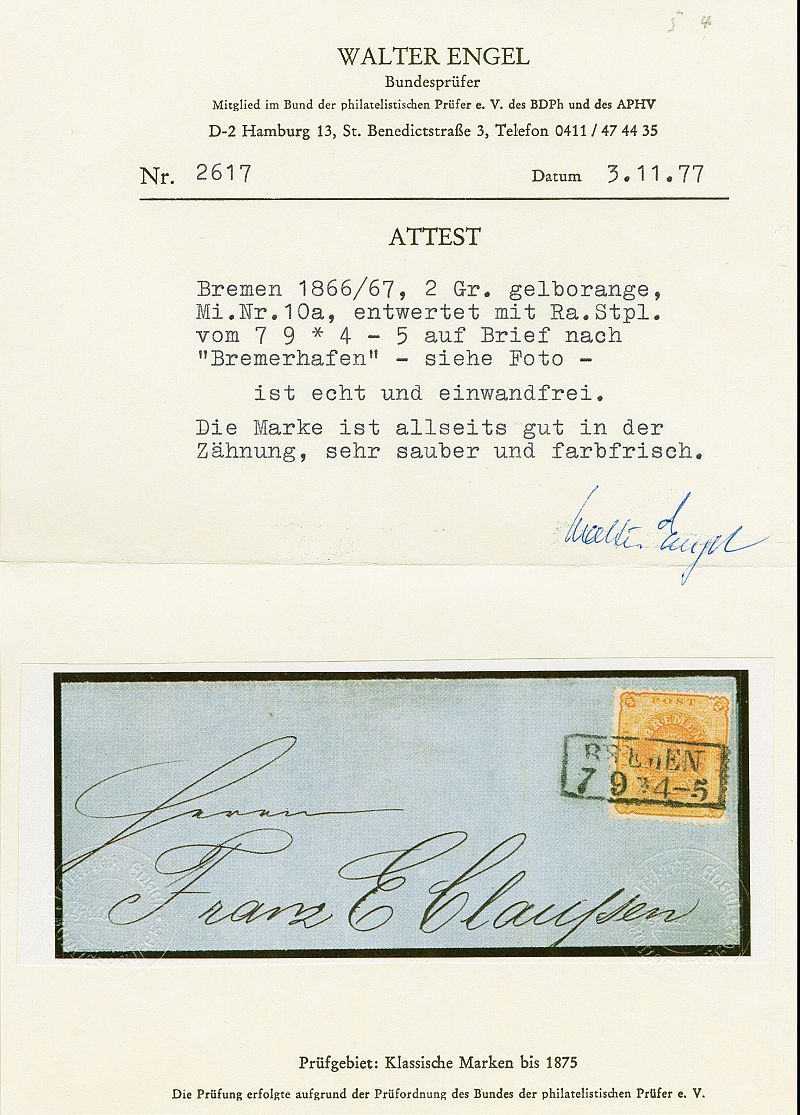 WALTER ENGEL
Bundesprüfer
Mitglied im Bund der philatelistischen Prüfer e. V. des BDPh und des APHV
D-2 Hamburg 13, St. Benedictstraße 3, Telefon 0411 / 47 44 35
Nr. 2617 Datum 3.11.77
ATTEST
Bremen 1866/67, 2 Gr. gelborange,
Mi.Nr.10a, entwertet mit Ra.Stpl.
vom 7 9 * 4 - 5 auf Brief nach
"Bremerhafen" - siehe Foto -
ist echt und einwandfrei.
Die Marke ist allseits gut in der
Zähnung, sehr sauber und farbfrisch.
Walter Engel
POST
BREMEN
BREMEN
7 9 * 4-5
Herrn
Franz E Claussen
Prüfgebiet: Klassische Marken bis 1875
Die Prüfung erfolgte aufgrund der Prüfordnung des Bundes der philatelistischen Prüfer e. V.